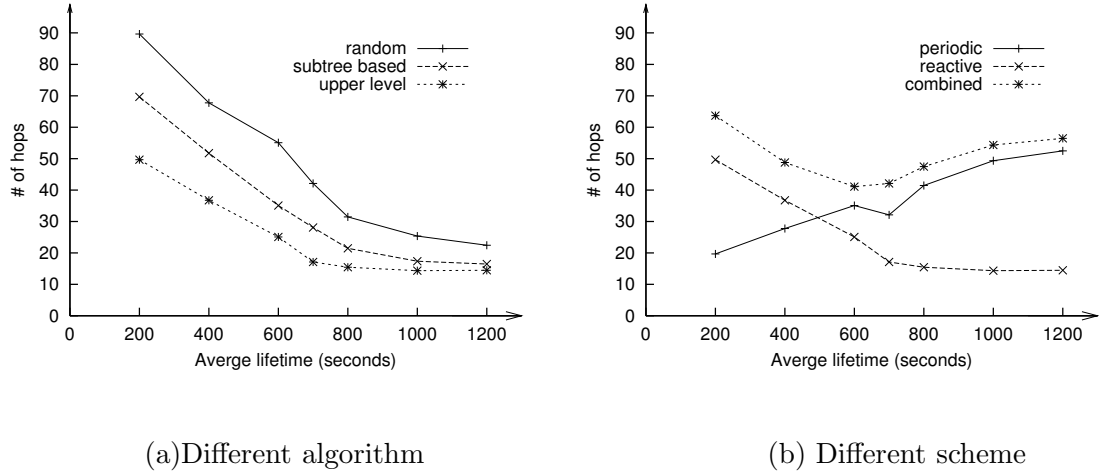 90
80
70
60
50
40
30
20
10
0
# of hops
random
subtree based
upper level
0 200 400 600 800 1000 1200
Averge lifetime (seconds)
(a)Different algorithm
90
80
70
60
50
40
30
20
10
0
# of hops
periodic
reactive
combined
0 200 400 600 800 1000 1200
Averge lifetime (seconds)
(b) Different scheme